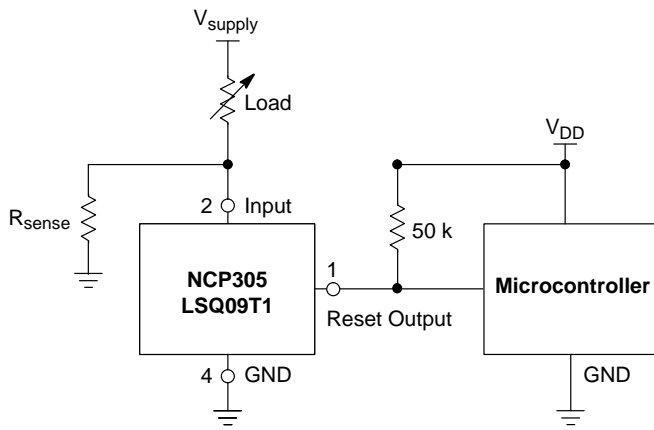 Vsupply
Load
VDD
Rsense
2 Input
50 k
NCP305
LSQ09T1
1
Reset Output
Microcontroller
4 GND
GND